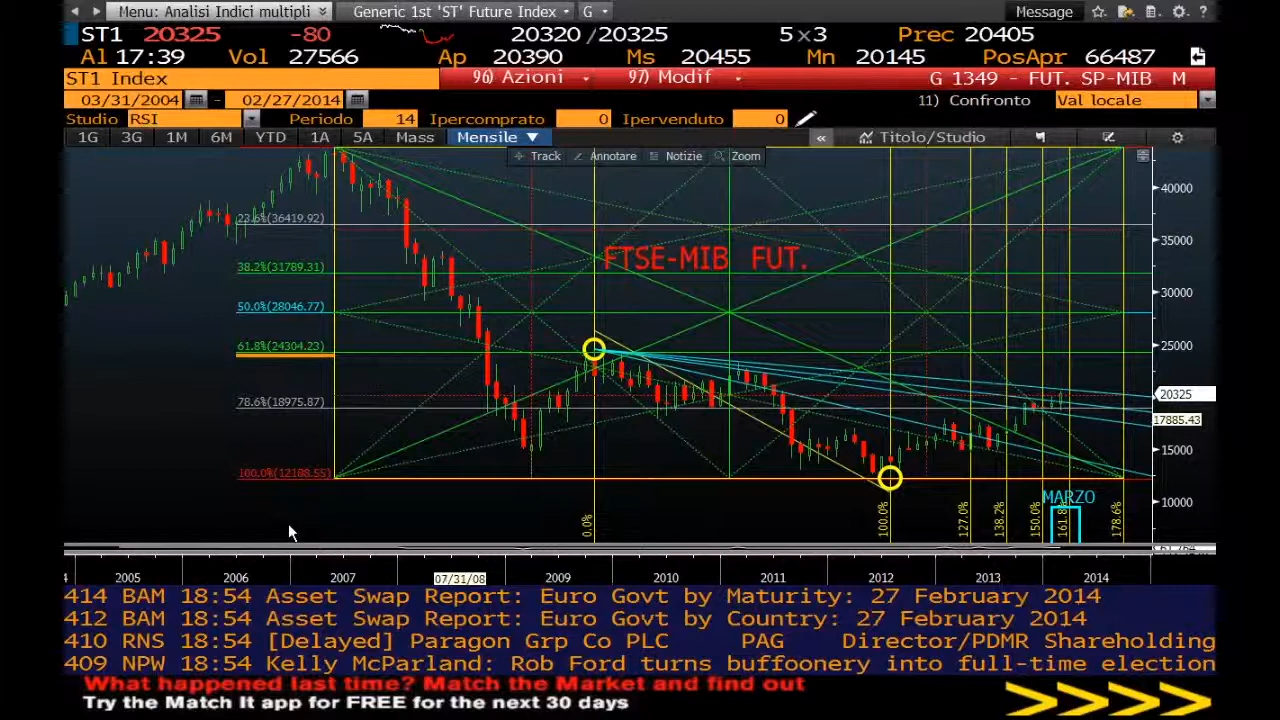 Menu: Analisi Indici multipli Generic 1st 'ST' Future Index G Message ?
ST1 20325 -80 20320 /20325 5x3 Prec 20405
Al 17:39 Vol 27566 Ap 20390 Ms 20455 Mn 20145 PosApr 66487
ST1 Index 96) Azioni 97) Modif G 1349 - FUT. SP-MIB M
03/31/2004 - 02/27/2014 11) Confronto Val locale
Studio RSI Periodo 14 Ipercomprato 0 Ipervenduto 0
1G 3G 1M 6M YTD 1A 5A Mass Mensile ▼ « Titolo/Studio
Track Annotare Notizie Zoom
40000
23.6%(36419.92)
35000
FTSE-MIB FUT.
38.2%(31789.31)
30000
50.0%(28046.77)
25000
61.8%(24304.23)
20325
78.6%(18975.87)
17885.43
15000
100.0%(12188.55)
MARZO
10000
0.0% 100.0% 127.0% 138.2% 150.0% 161.8% 178.6%
4 2005 2006 2007 07/31/08 2009 2010 2011 2012 2013 2014
414 BAM 18:54 Asset Swap Report: Euro Govt by Maturity: 27 February 2014
412 BAM 18:54 Asset Swap Report: Euro Govt by Country: 27 February 2014
410 RNS 18:54 [Delayed] Paragon Grp Co PLC PAG Director/PDMR Shareholding
409 NPW 18:54 Kelly McParland: Rob Ford turns buffoonery into full-time election
What happened last time? Match the Market and find out
Try the Match It app for FREE for the next 30 days